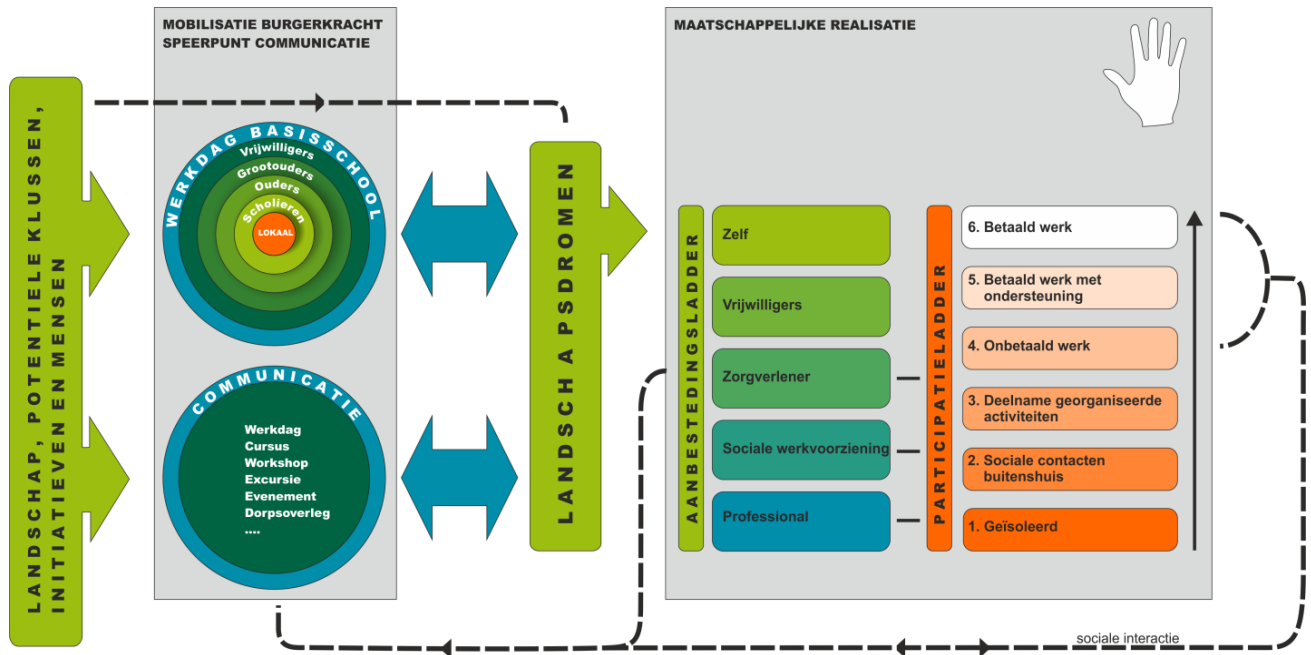 LANDSCHAP, POTENTIELE KLUSSEN,
INITIATIEVEN EN MENSEN
MOBILISATIE BURGERKRACHT
SPEERPUNT COMMUNICATIE
WERKDAG BASISSCHOOL
Vrijwilligers
Grootouders
Ouders
Scholieren
LOKAAL
COMMUNICATIE
Werkdag
Cursus
Workshop
Excursie
Evenement
Dorpsoverleg
....
LANDSCHAPSDROMEN
MAATSCHAPPELIJKE REALISATIE
AANBESTEDINGSLADDER
Zelf
Vrijwilligers
Zorgverlener
Sociale werkvoorziening
Professional
PARTICIPATIELADDER
6. Betaald werk
5. Betaald werk met
ondersteuning
4. Onbetaald werk
3. Deelname georganiseerde
activiteiten
2. Sociale contacten
buitenshuis
1. Geïsoleerd
sociale interactie